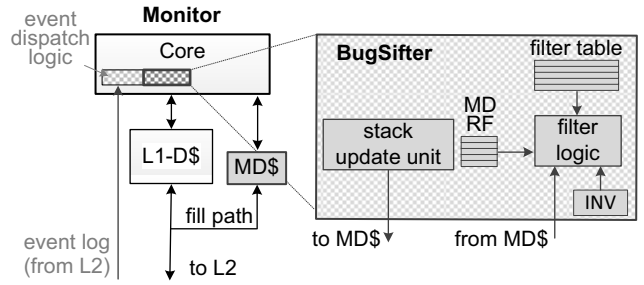 Monitor
event
dispatch
logic
Core
L1-D$
MD$
fill path
event log
(from L2)
to L2
BugSifter
filter table
stack
update unit
MD
RF
filter
logic
INV
to MD$
from MD$